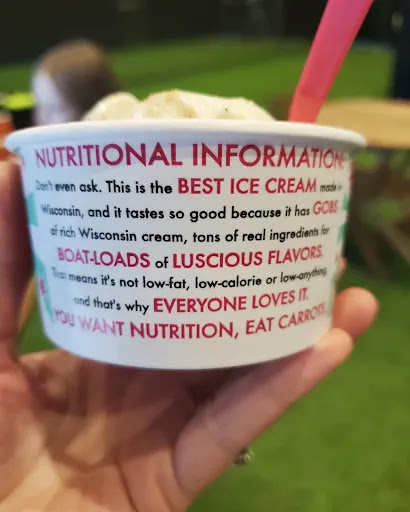 NUTRITIONAL INFORMATION:
Don't even ask. This is the BEST ICE CREAM made in
Wisconsin, and it tastes so good because it has GOBS
of rich Wisconsin cream, tons of real ingredients for
BOAT-LOADS of LUSCIOUS FLAVORS.
That means it's not low-fat, low-calorie or low-anything,
and that's why EVERYONE LOVES IT.
YOU WANT NUTRITION, EAT CARROTS.